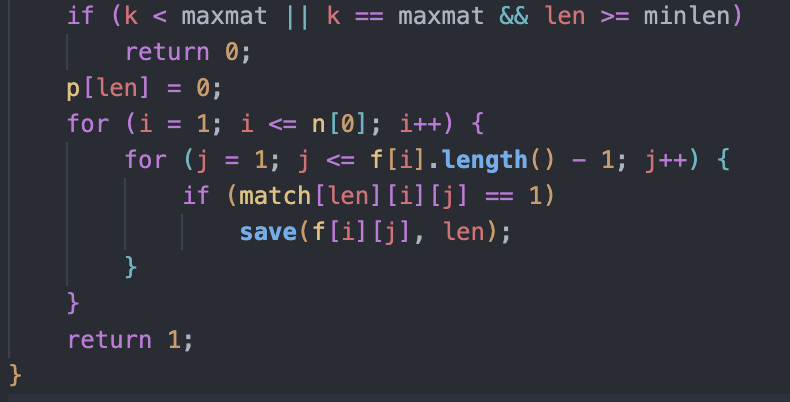 if (k < maxmat || k == maxmat && len >= minlen)
return 0;
p[len] = 0;
for (i = 1; i <= n[0]; i++) {
for (j = 1; j <= f[i].length() - 1; j++) {
if (match[len][i][j] == 1)
save(f[i][j], len);
}
}
return 1;
}